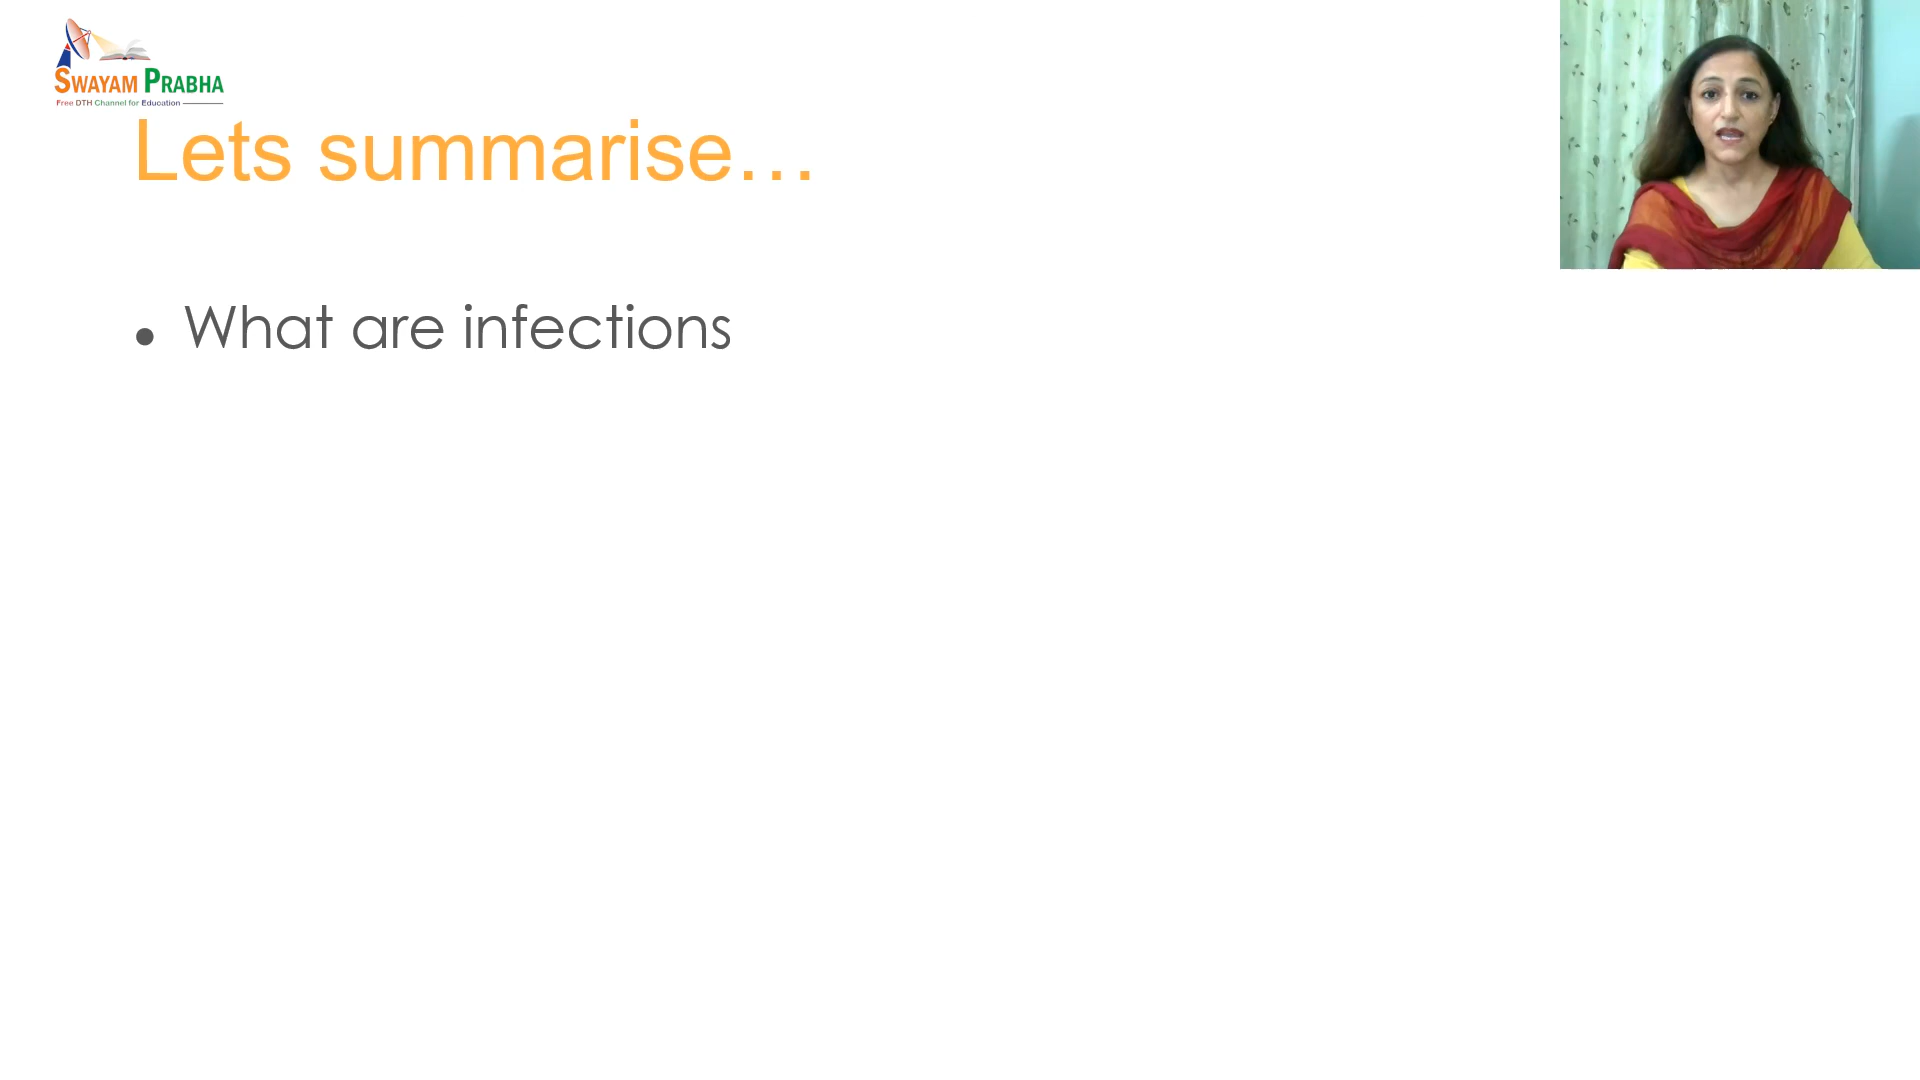 SWAYAM PRABHA
Free DTH Channel for Education
Lets summarise...
• What are infections